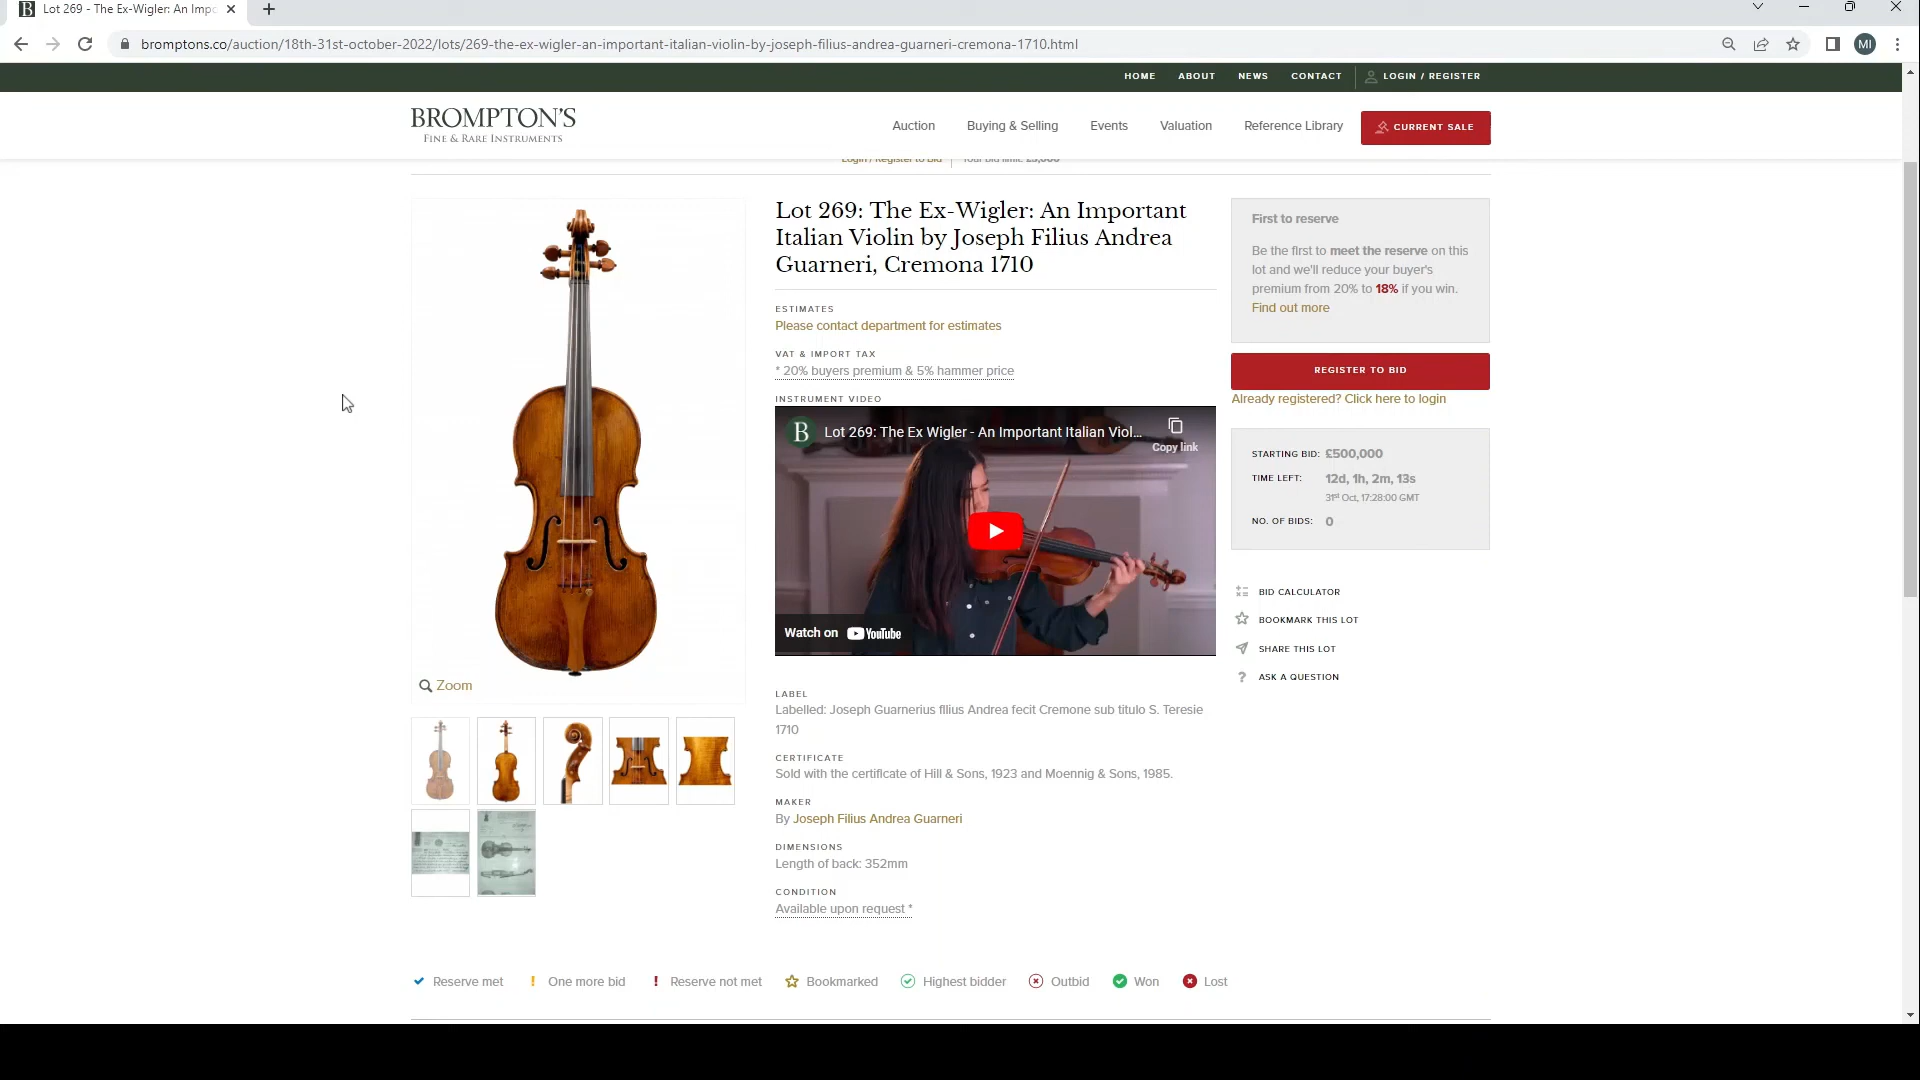 Lot 269 - The Ex-Wigler: An Impo
bromptons.co/auction/18th-31st-october-2022/lots/269-the-ex-wigler-an-important-italian-violin-by-joseph-filius-andrea-guarneri-cremona-1710.html
MI
HOME ABOUT NEWS CONTACT LOGIN / REGISTER
BROMPTON'S
FINE & RARE INSTRUMENTS
Auction Buying & Selling Events Valuation Reference Library CURRENT SALE
Login / Register to Bid Your bid limit: £5,000
Lot 269: The Ex-Wigler: An Important
Italian Violin by Joseph Filius Andrea
Guarneri, Cremona 1710
ESTIMATES
Please contact department for estimates
VAT & IMPORT TAX
* 20% buyers premium & 5% hammer price
INSTRUMENT VIDEO
B Lot 269: The Ex Wigler - An Important Italian Viol...
Copy link
Watch on YouTube
LABEL
Labelled: Joseph Guarnerius filius Andrea fecit Cremone sub titulo S. Teresie
1710
CERTIFICATE
Sold with the certificate of Hill & Sons, 1923 and Moennig & Sons, 1985.
MAKER
By Joseph Filius Andrea Guarneri
DIMENSIONS
Length of back: 352mm
CONDITION
Available upon request *
Zoom
First to reserve
Be the first to meet the reserve on this
lot and we'll reduce your buyer's
premium from 20% to 18% if you win.
Find out more
REGISTER TO BID
Already registered? Click here to login
STARTING BID: £500,000
TIME LEFT: 12d, 1h, 2m, 13s
31st Oct, 17:28:00 GMT
NO. OF BIDS: 0
BID CALCULATOR
BOOKMARK THIS LOT
SHARE THIS LOT
? ASK A QUESTION
Reserve met ! One more bid ! Reserve not met Bookmarked Highest bidder Outbid Won Lost